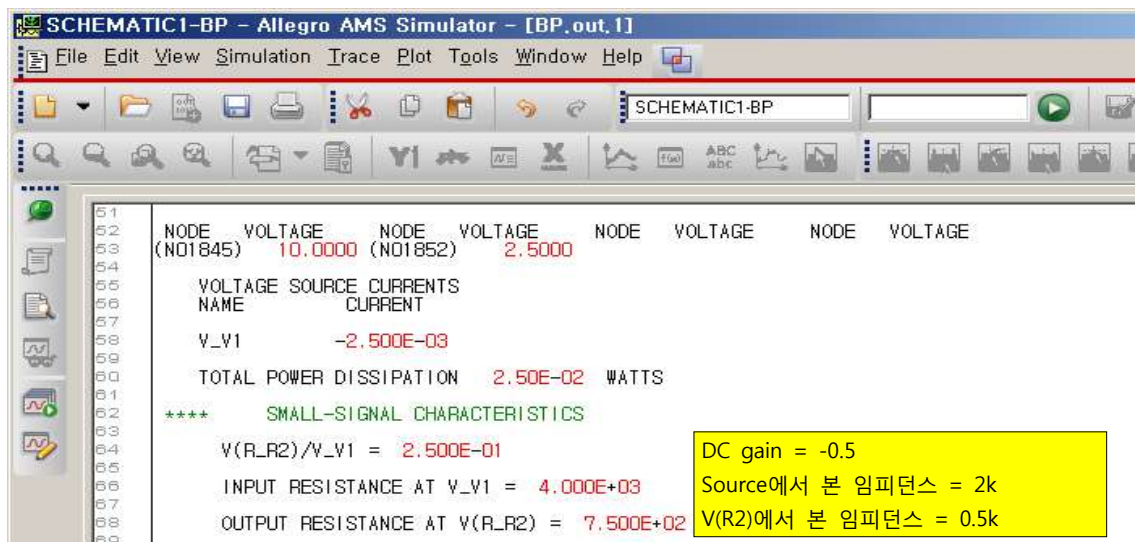 SCHEMATIC1-BP - Allegro AMS Simulator - [BP.out.1]
File Edit View Simulation Trace Plot Tools Window Help
SCHEMATIC1-BP
51
52 NODE VOLTAGE NODE VOLTAGE NODE VOLTAGE NODE VOLTAGE
53 (N01845) 10.0000 (N01852) 2.5000
54
55 VOLTAGE SOURCE CURRENTS
56 NAME CURRENT
57
58 V_V1 -2.500E-03
59
60 TOTAL POWER DISSIPATION 2.50E-02 WATTS
61
62 **** SMALL-SIGNAL CHARACTERISTICS
63
64 V(R_R2)/V_V1 = 2.500E-01
65
66 INPUT RESISTANCE AT V_V1 = 4.000E+03
67
68 OUTPUT RESISTANCE AT V(R_R2) = 7.500E+02
69
DC gain = -0.5
Source에서 본 임피던스 = 2k
V(R2)에서 본 임피던스 = 0.5k